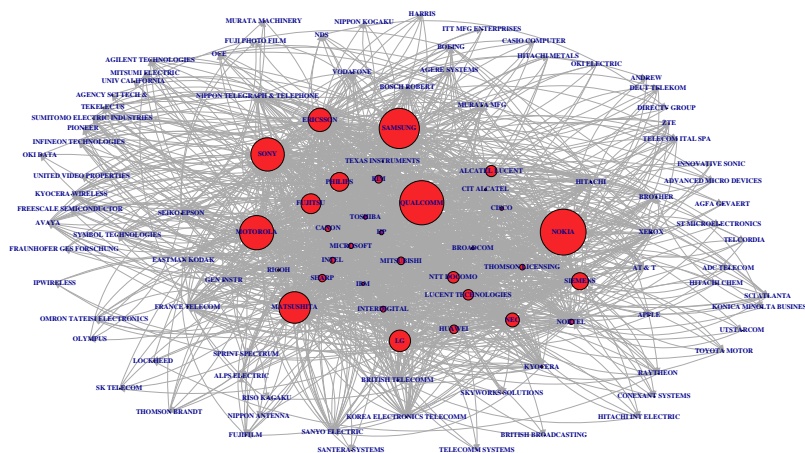 HARRIS
MURATA MACHINERY
NIPPON KOGAKU
ITT MFG ENTERPRISES
NDS
FUJI PHOTO FILM
CASIO COMPUTER
BOEING
HITACHI METALS
AGILENT TECHNOLOGIES
OKI ELECTRIC
AGERE SYSTEMS
MITSUMI ELECTRIC
VODAFONE
UNIV CALIFORNIA
ANDREW
BOSCH ROBERT
DEUT TELEKOM
AGENCY SCI TECH &
NIPPON TELEGRAPH & TELEPHONE
TEKELEC US
MURATA MFG
DIRECTV GROUP
SUMITOMO ELECTRIC INDUSTRIES
ERICSSON
ZTE
PIONEER
SAMSUNG
INFINEON TECHNOLOGIES
TELECOM ITAL SPA
OKI DATA
SONY
TEXAS INSTRUMENTS
INNOVATIVE SONIC
UNITED VIDEO PROPERTIES
ALCATEL LUCENT
PHILIPS
HITACHI
ADVANCED MICRO DEVICES
KYOCERA WIRELESS
CIT ALCATEL
BROTHER
FUJITSU
QUALCOMM
AGFA GEVAERT
FREESCALE SEMICONDUCTOR
SEIKO EPSON
CISCO
TOSHIBA
AVAYA
ST MICROELECTRONICS
CANON
HP
MOTOROLA
NOKIA
XEROX
SYMBOL TECHNOLOGIES
TELCORDIA
MICROSOFT
BROADCOM
FRAUNHOFER GES FORSCHUNG
EASTMAN KODAK
INTEL
MITSUBISHI
THOMSON LICENSING
AT & T
ADC TELECOM
RICOH
GEN INSTR
SHARP
NTT DOCOMO
IPWIRELESS
IBM
SIEMENS
HITACHI CHEM
LUCENT TECHNOLOGIES
SCI ATLANTA
FRANCE TELECOM
MATSUSHITA
INTERDIGITAL
KONICA MINOLTA BUSINES
OMRON TATEISI ELECTRONICS
NEC
NORTEL
APPLE
HUAWEI
UTSTARCOM
OLYMPUS
LG
TOYOTA MOTOR
SPRINT SPECTRUM
LOCKHEED
KYOCERA
ALPS ELECTRIC
RAYTHEON
BRITISH TELECOMM
SK TELECOM
SKYWORKS SOLUTIONS
RISO KAGAKU
CONEXANT SYSTEMS
THOMSON BRANDT
NIPPON ANTENNA
KOREA ELECTRONICS TELECOMM
HITACHI INT ELECTRIC
SANYO ELECTRIC
FUJIFILM
BRITISH BROADCASTING
SANTERA SYSTEMS
TELECOMM SYSTEMS